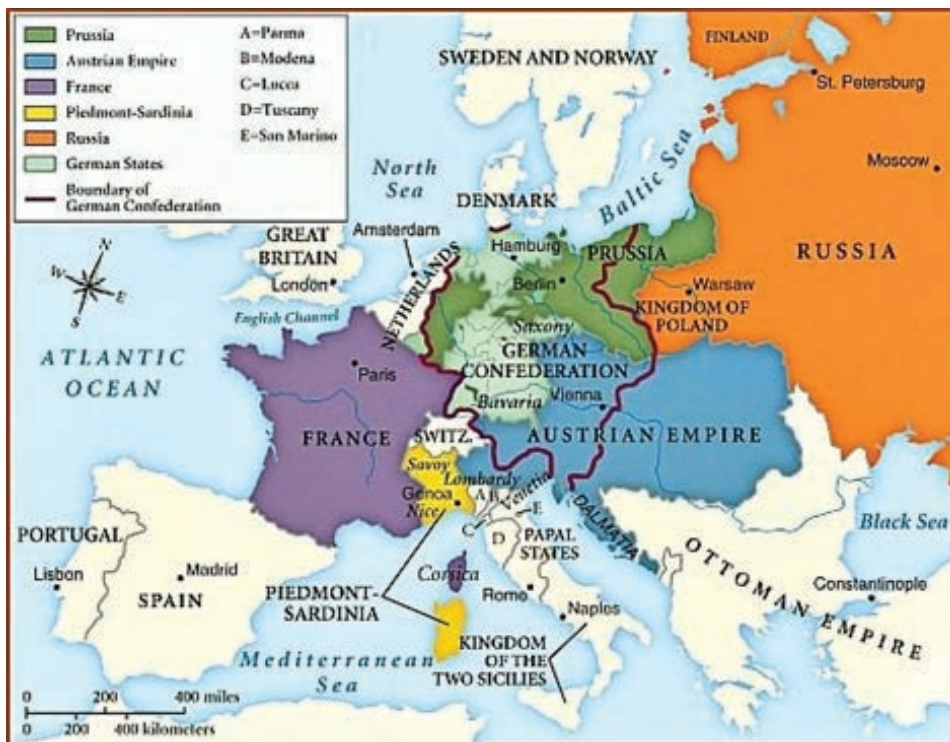 Prussia
Austrian Empire
France
Piedmont-Sardinia
Russia
German States
Boundary of
German Confederation
A=Parma
B=Modena
C=Lucca
D=Tuscany
E=San Marino
SWEDEN AND NORWAY
FINLAND
St. Petersburg
Moscow
North
Sea
Baltic Sea
DENMARK
N
W
E
S
GREAT
BRITAIN
London
Amsterdam
NETHERLANDS
Hamburg
Berlin
PRUSSIA
RUSSIA
Warsaw
KINGDOM OF
POLAND
English Channel
ATLANTIC
OCEAN
Paris
FRANCE
Saxony
GERMAN
CONFEDERATION
Bavaria
Vienna
AUSTRIAN EMPIRE
SWITZ.
Savoy
Lombardy
Venetia
Genoa
Nice
A
B
C
D
E
DALMATIA
PAPAL
STATES
Black Sea
PORTUGAL
Lisbon
Madrid
SPAIN
Corsica
PIEDMONT-
SARDINIA
Rome
Naples
KINGDOM
OF THE
TWO SICILIES
Constantinople
OTTOMAN EMPIRE
Mediterranean
Sea
0 200 400 miles
0 200 400 kilometers